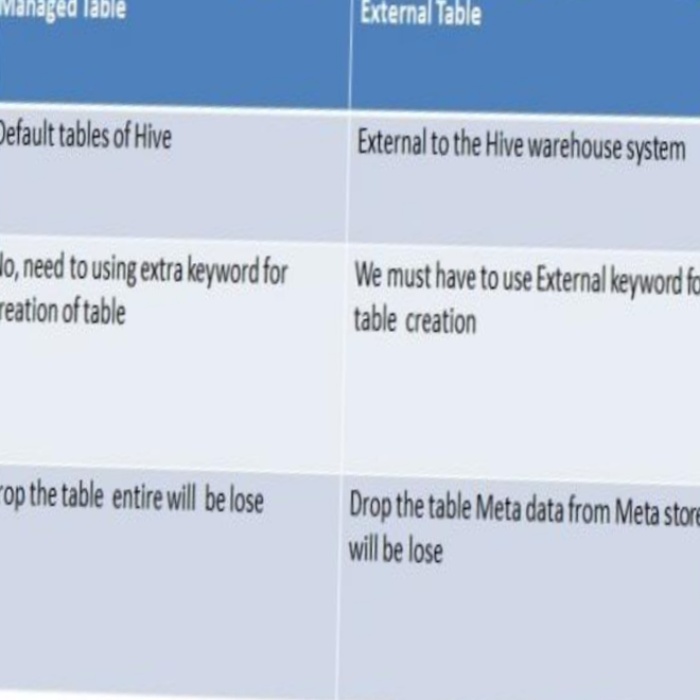 Managed Table
External Table
Default tables of Hive
External to the Hive warehouse system
No, need to using extra keyword for
reation of table
We must have to use External keyword fo
table creation
rop the table entire will be lose
Drop the table Meta data from Meta store
will be lose